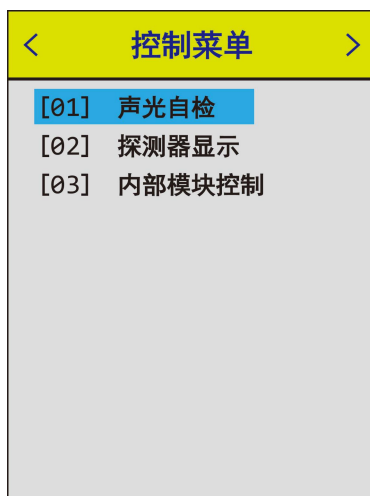 < 控制菜单 >
[01] 声光自检
[02] 探测器显示
[03] 内部模块控制